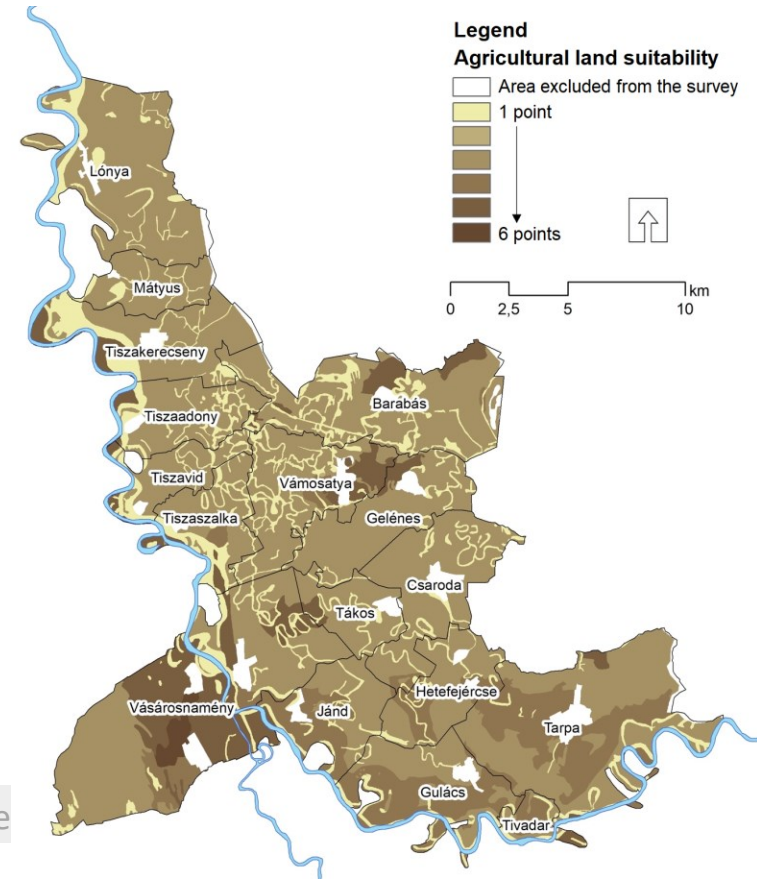 Legend
Agricultural land suitability
Area excluded from the survey
1 point
6 points
km
0 2,5 5 10
Lónya
Mátyus
Tiszakerecseny
Barabás
Tiszaadony
Tiszavid
Vámosatya
Tiszaszalka
Gelénes
Csaroda
Tákos
Hetefejércse
Vásárosnamény
Jánd
Tarpa
Gulács
Tivadar
e